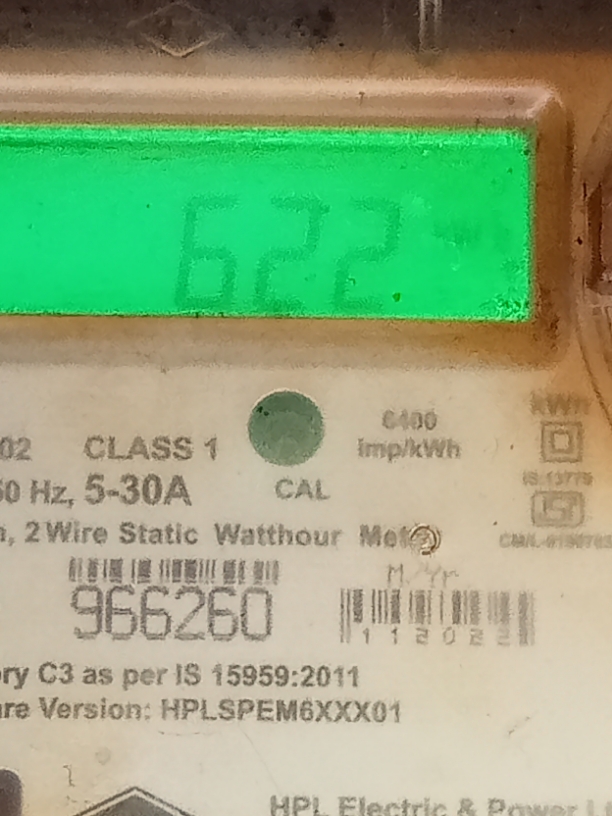 622
6400
imp/kWh
kWh
02 CLASS 1
CAL
50 Hz, 5-30A
IS:13779
, 2 Wire Static Watthour
966260
M/Yr
112022
ry C3 as per IS 15959:2011
re Version: HPLSPEM6XXX01
HPL Electric & Power